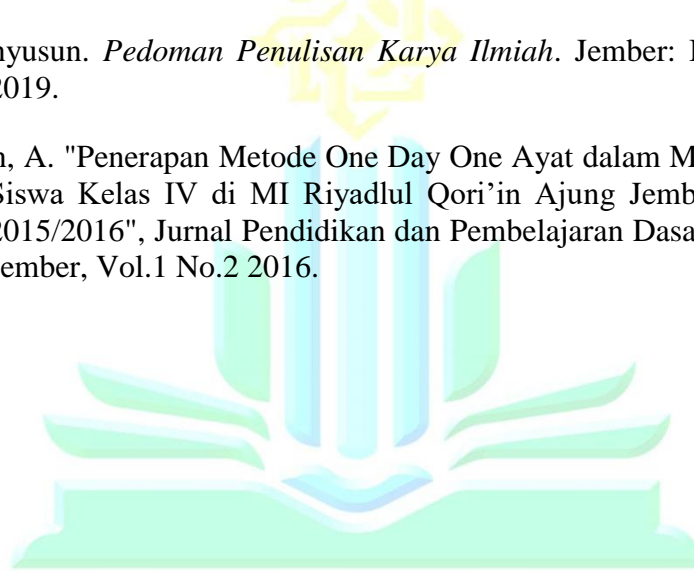 nyusun. Pedoman Penulisan Karya Ilmiah. Jember:
2019.
n, A. "Penerapan Metode One Day One Ayat dalam M
Siswa Kelas IV di MI Riyadlul Qori’in Ajung Jemb
2015/2016", Jurnal Pendidikan dan Pembelajaran Dasa
ember, Vol.1 No.2 2016.